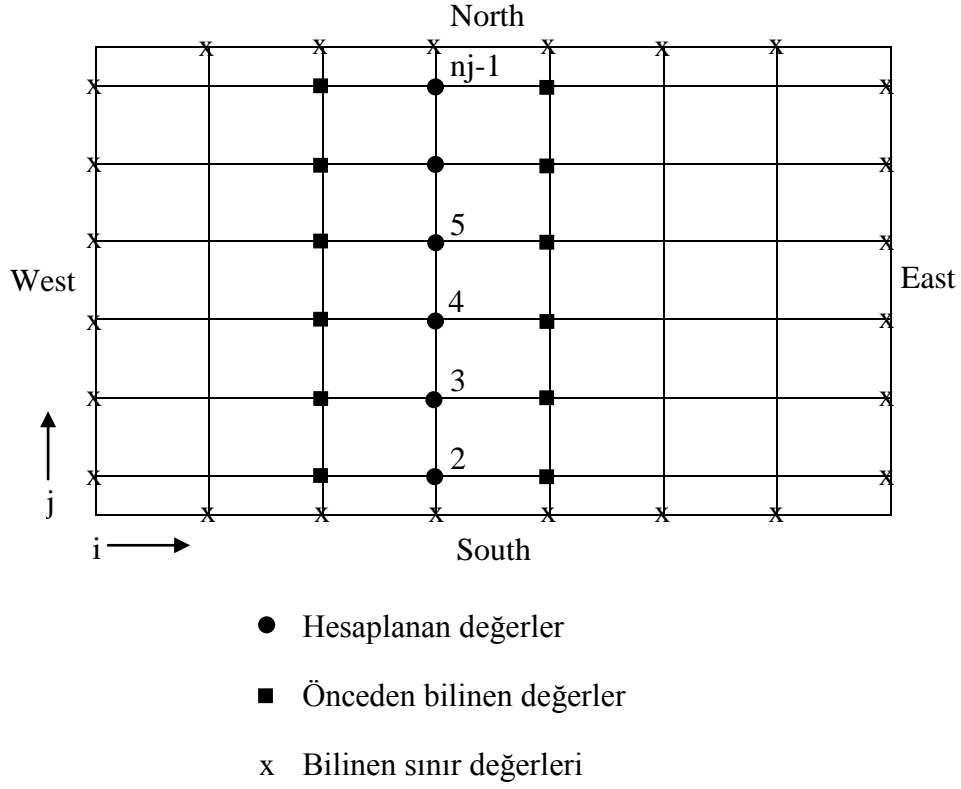 North
nj-1
5
West
East
4
3
2
j
i
South
Hesaplanan değerler
Önceden bilinen değerler
x Bilinen sınır değerleri